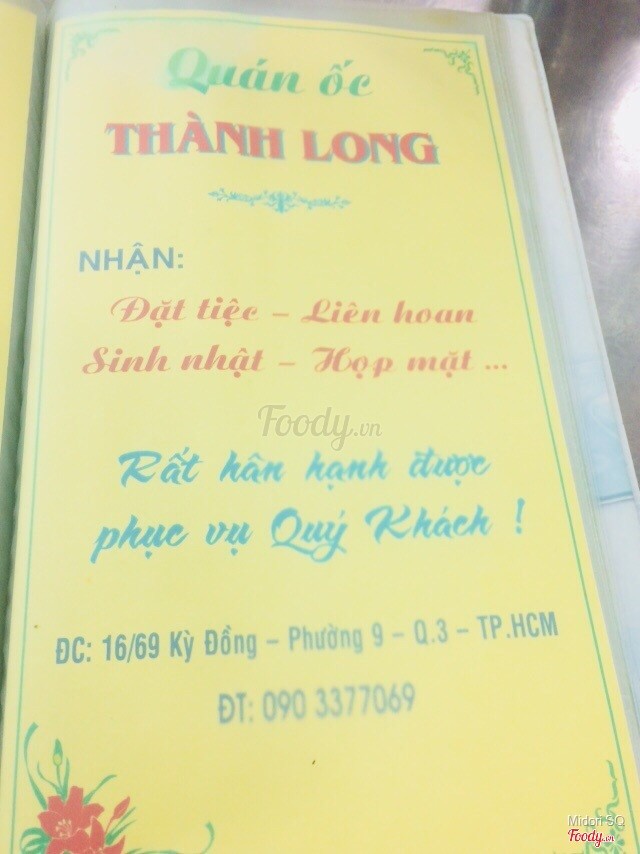 Quán ốc
THÀNH LONG
NHẬN:
Đặt tiệc – Liên hoan
Sinh nhật – Họp mặt ...
Foody.vn
Rất hân hạnh được
phục vụ Quý Khách !
ĐC: 16/69 Kỳ Đồng – Phường 9 – Q.3 – TP.HCM
ĐT: 090 3377069
Midori SQ
Foody.vn